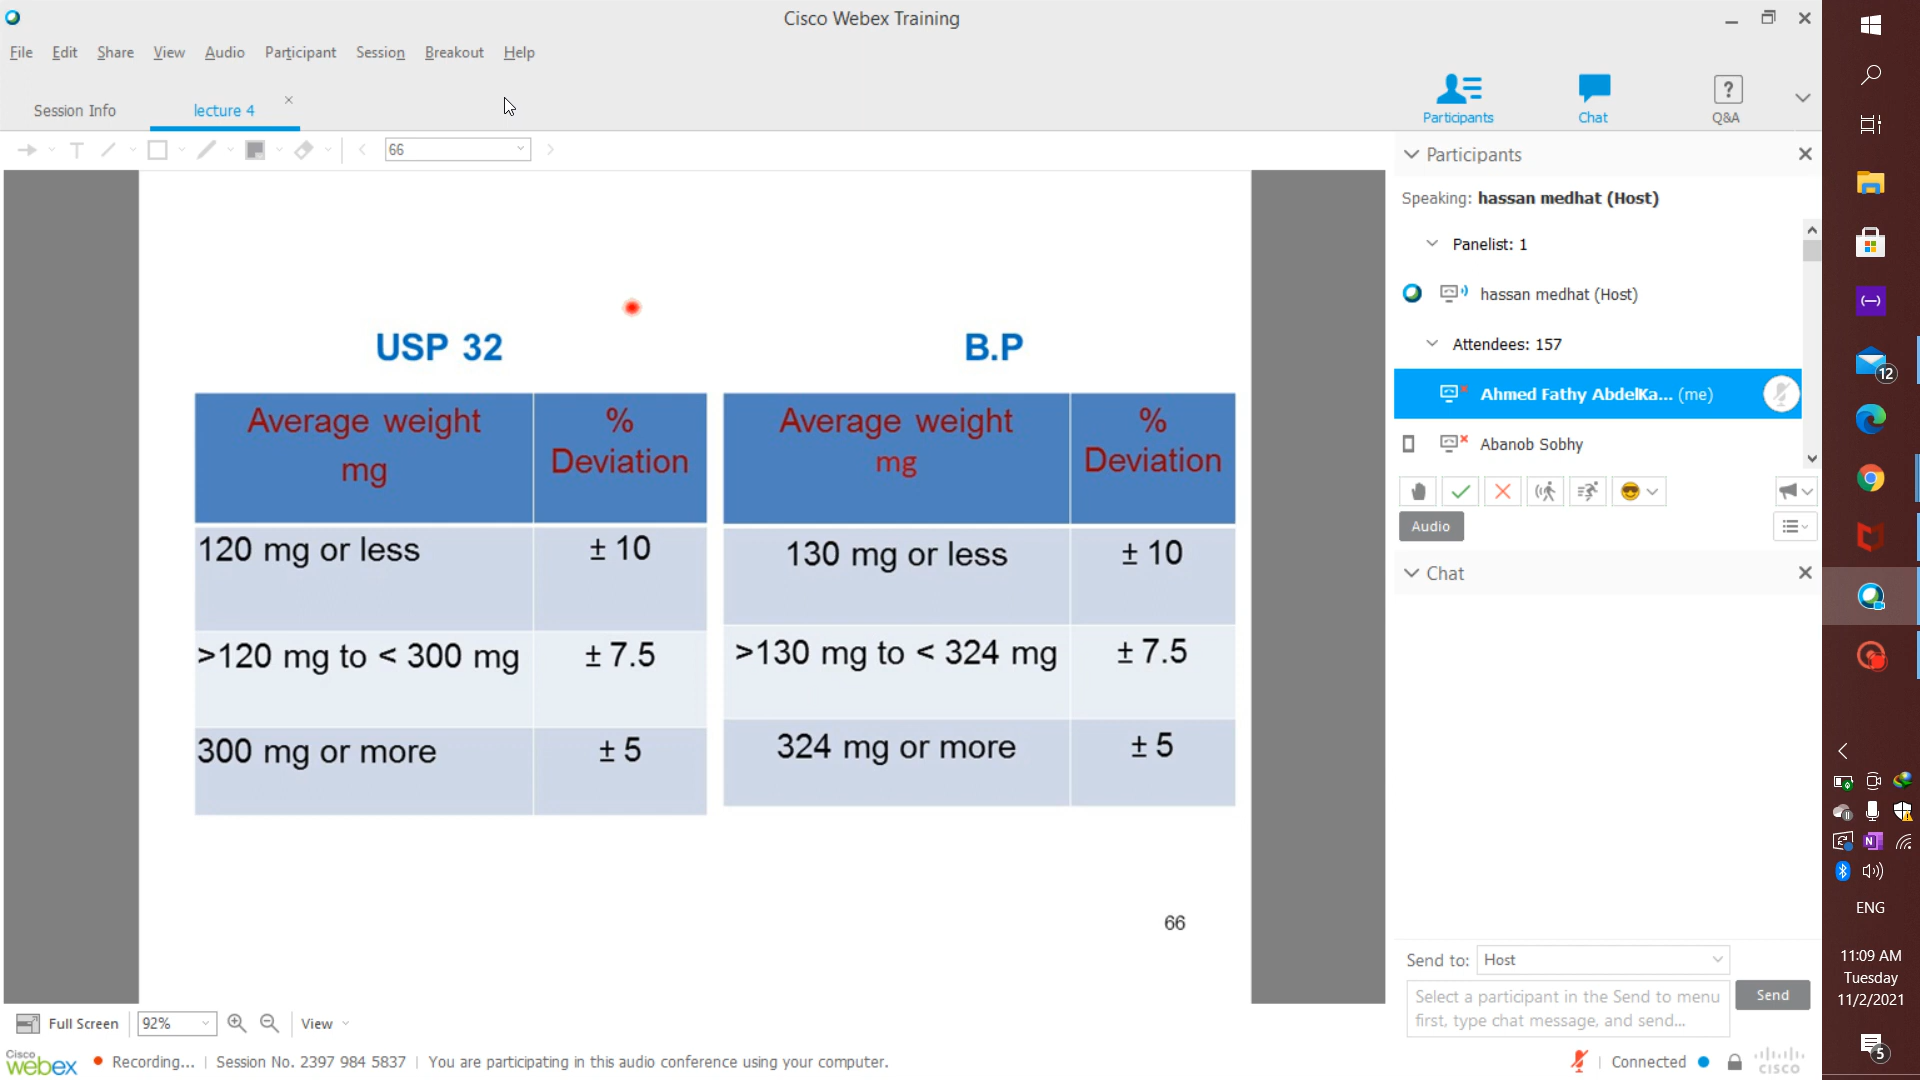 Cisco Webex Training
File Edit Share View Audio Participant Session Breakout Help
Session Info
lecture 4
Participants
Chat
?
Q&A
T
66
USP 32
B.P
Average weight
mg
%
Deviation
120 mg or less
± 10
>120 mg to < 300 mg
± 7.5
300 mg or more
± 5
Average weight
mg
%
Deviation
130 mg or less
± 10
>130 mg to < 324 mg
± 7.5
324 mg or more
± 5
66
Participants
Speaking: hassan medhat (Host)
Panelist: 1
hassan medhat (Host)
Attendees: 157
Ahmed Fathy AbdelKa... (me)
Abanob Sobhy
Audio
Chat
Send to: Host
Select a participant in the Send to menu
first, type chat message, and send...
Send
Full Screen
92%
View
Cisco
webex
Recording... | Session No. 2397 984 5837 | You are participating in this audio conference using your computer.
Connected
cisco
12
ENG
11:09 AM
Tuesday
11/2/2021
5